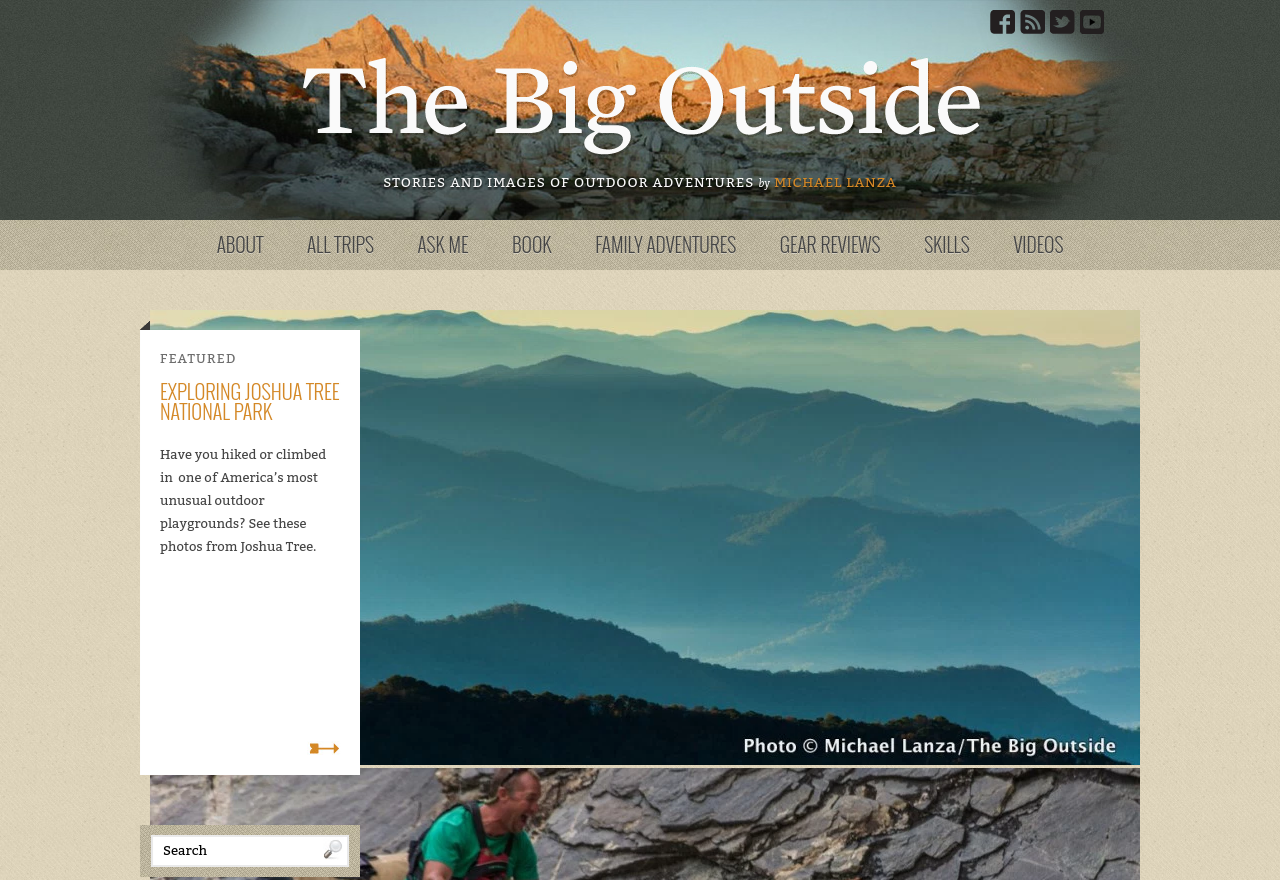 The Big Outside
STORIES AND IMAGES OF OUTDOOR ADVENTURES by MICHAEL LANZA
ABOUT ALL TRIPS ASK ME BOOK FAMILY ADVENTURES GEAR REVIEWS SKILLS VIDEOS
FEATURED
EXPLORING JOSHUA TREE
NATIONAL PARK
Have you hiked or climbed
in one of America’s most
unusual outdoor
playgrounds? See these
photos from Joshua Tree.
Photo © Michael Lanza/The Big Outside
Search